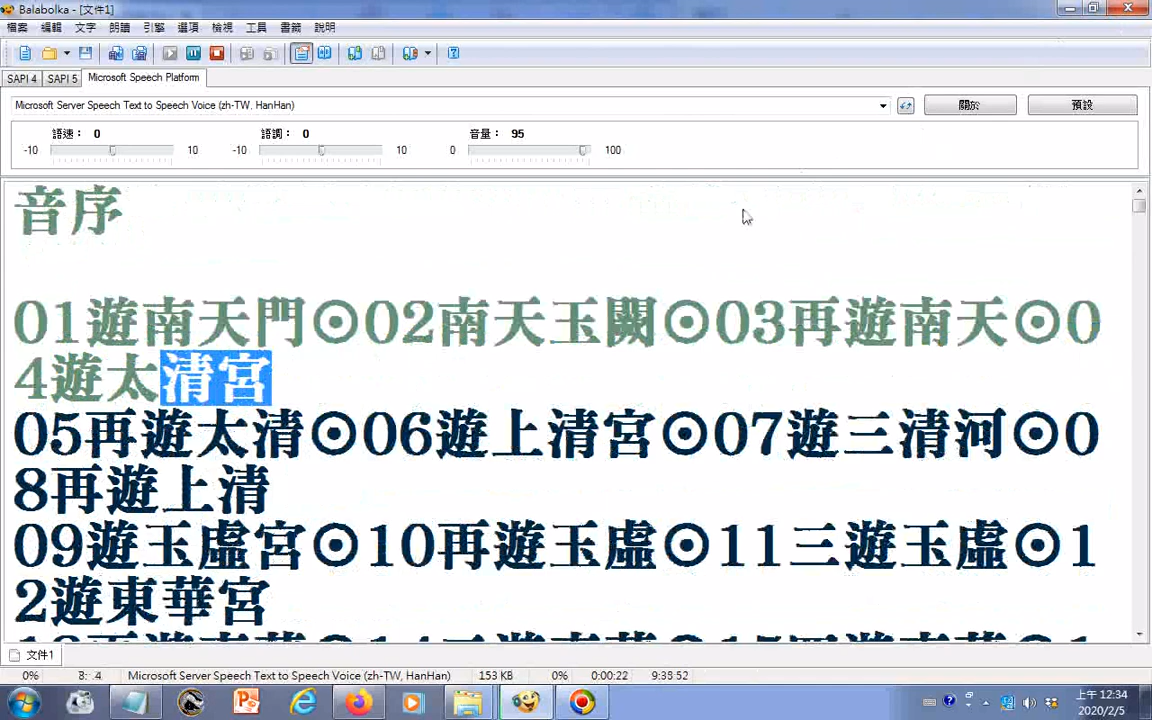 Balabolka - [文件1]
檔案 編輯 文字 朗讀 引擎 選項 檢視 工具 書籤 說明
SAPI 4 SAPI 5 Microsoft Speech Platform
Microsoft Server Speech Text to Speech Voice (zh-TW, HanHan) 關於 預設
語速： 0 語調： 0 音量： 95
-10 10 -10 10 0 100
音序
01遊南天門⊙02南天玉闕⊙03再遊南天⊙0
4遊太清宮
05再遊太清⊙06遊上清宮⊙07遊三清河⊙0
8再遊上清
09遊玉虛宮⊙10再遊玉虛⊙11三遊玉虛⊙1
2遊東華宮
文件1
0% 8: 4 Microsoft Server Speech Text to Speech Voice (zh-TW, HanHan) 153 KB 0% 0:00:22 9:38:52
上午 12:34
2020/2/5